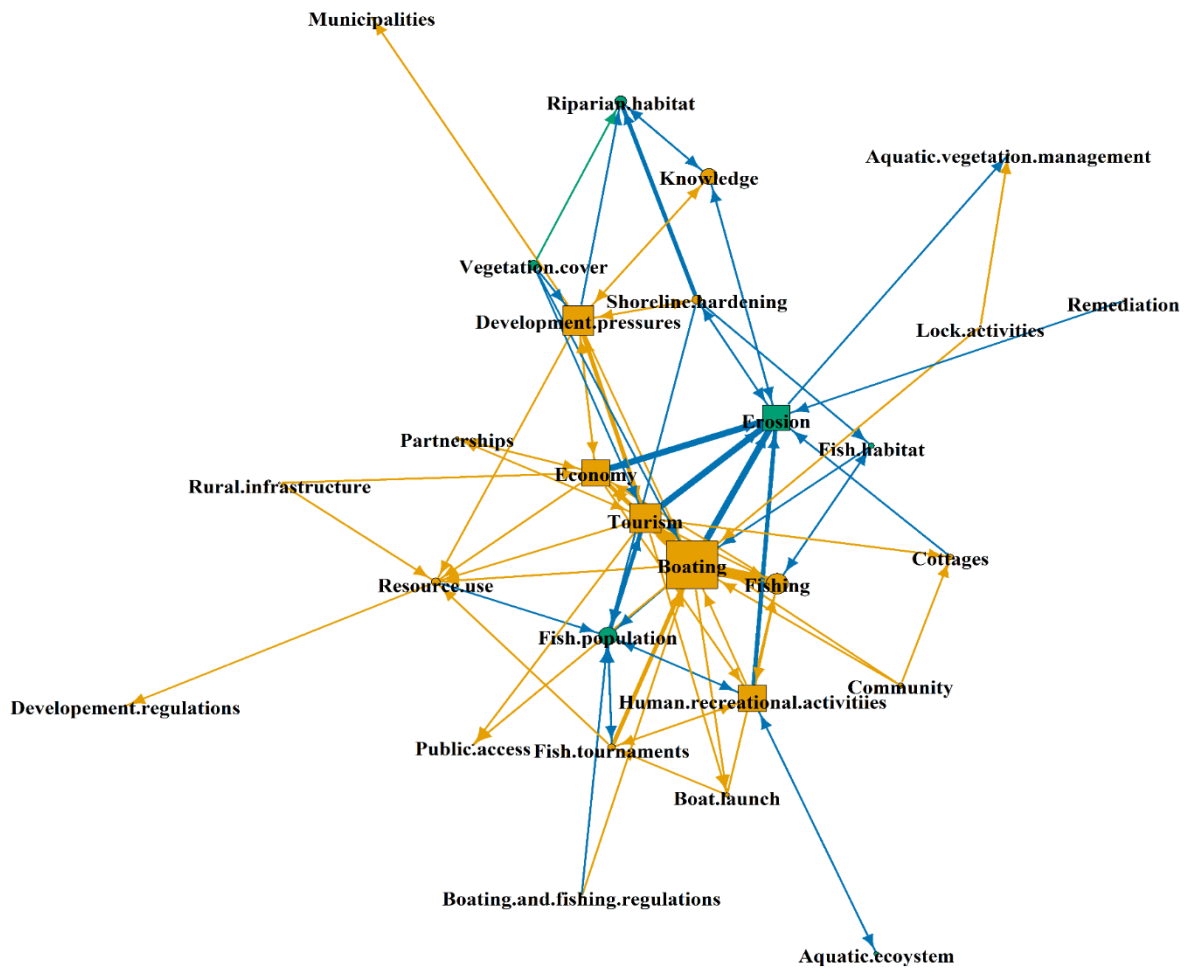 Municipalities
Riparian.habitat
Aquatic.vegetation.management
Knowledge
Vegetation.cover
Shoreline.hardening
Remediation
Development.pressures
Lock.activities
Erosion
Partnerships
Fish.habitat
Economy
Rural.infrastructure
Tourism
Boating
Cottages
Resource.use
Fishing
Fish.population
Community
Human.recreational.activitiies
Developement.regulations
Public.access
Fish.tournaments
Boat.launch
Boating.and.fishing.regulations
Aquatic.ecoystem